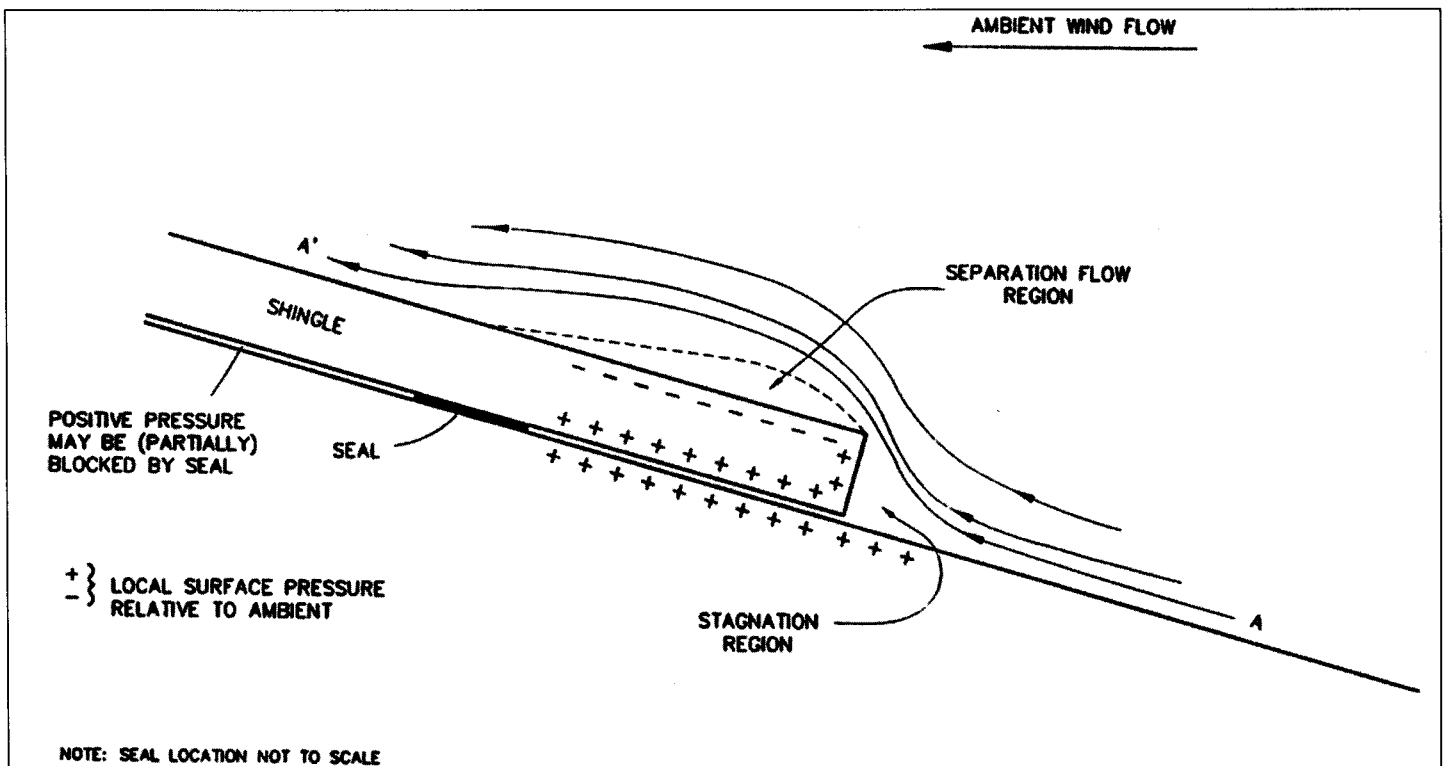 AMBIENT WIND FLOW
A'
SEPARATION FLOW
REGION
SHINGLE
POSITIVE PRESSURE
MAY BE (PARTIALLY)
BLOCKED BY SEAL
SEAL
+
-
} LOCAL SURFACE PRESSURE
RELATIVE TO AMBIENT
STAGNATION
REGION
A
NOTE: SEAL LOCATION NOT TO SCALE